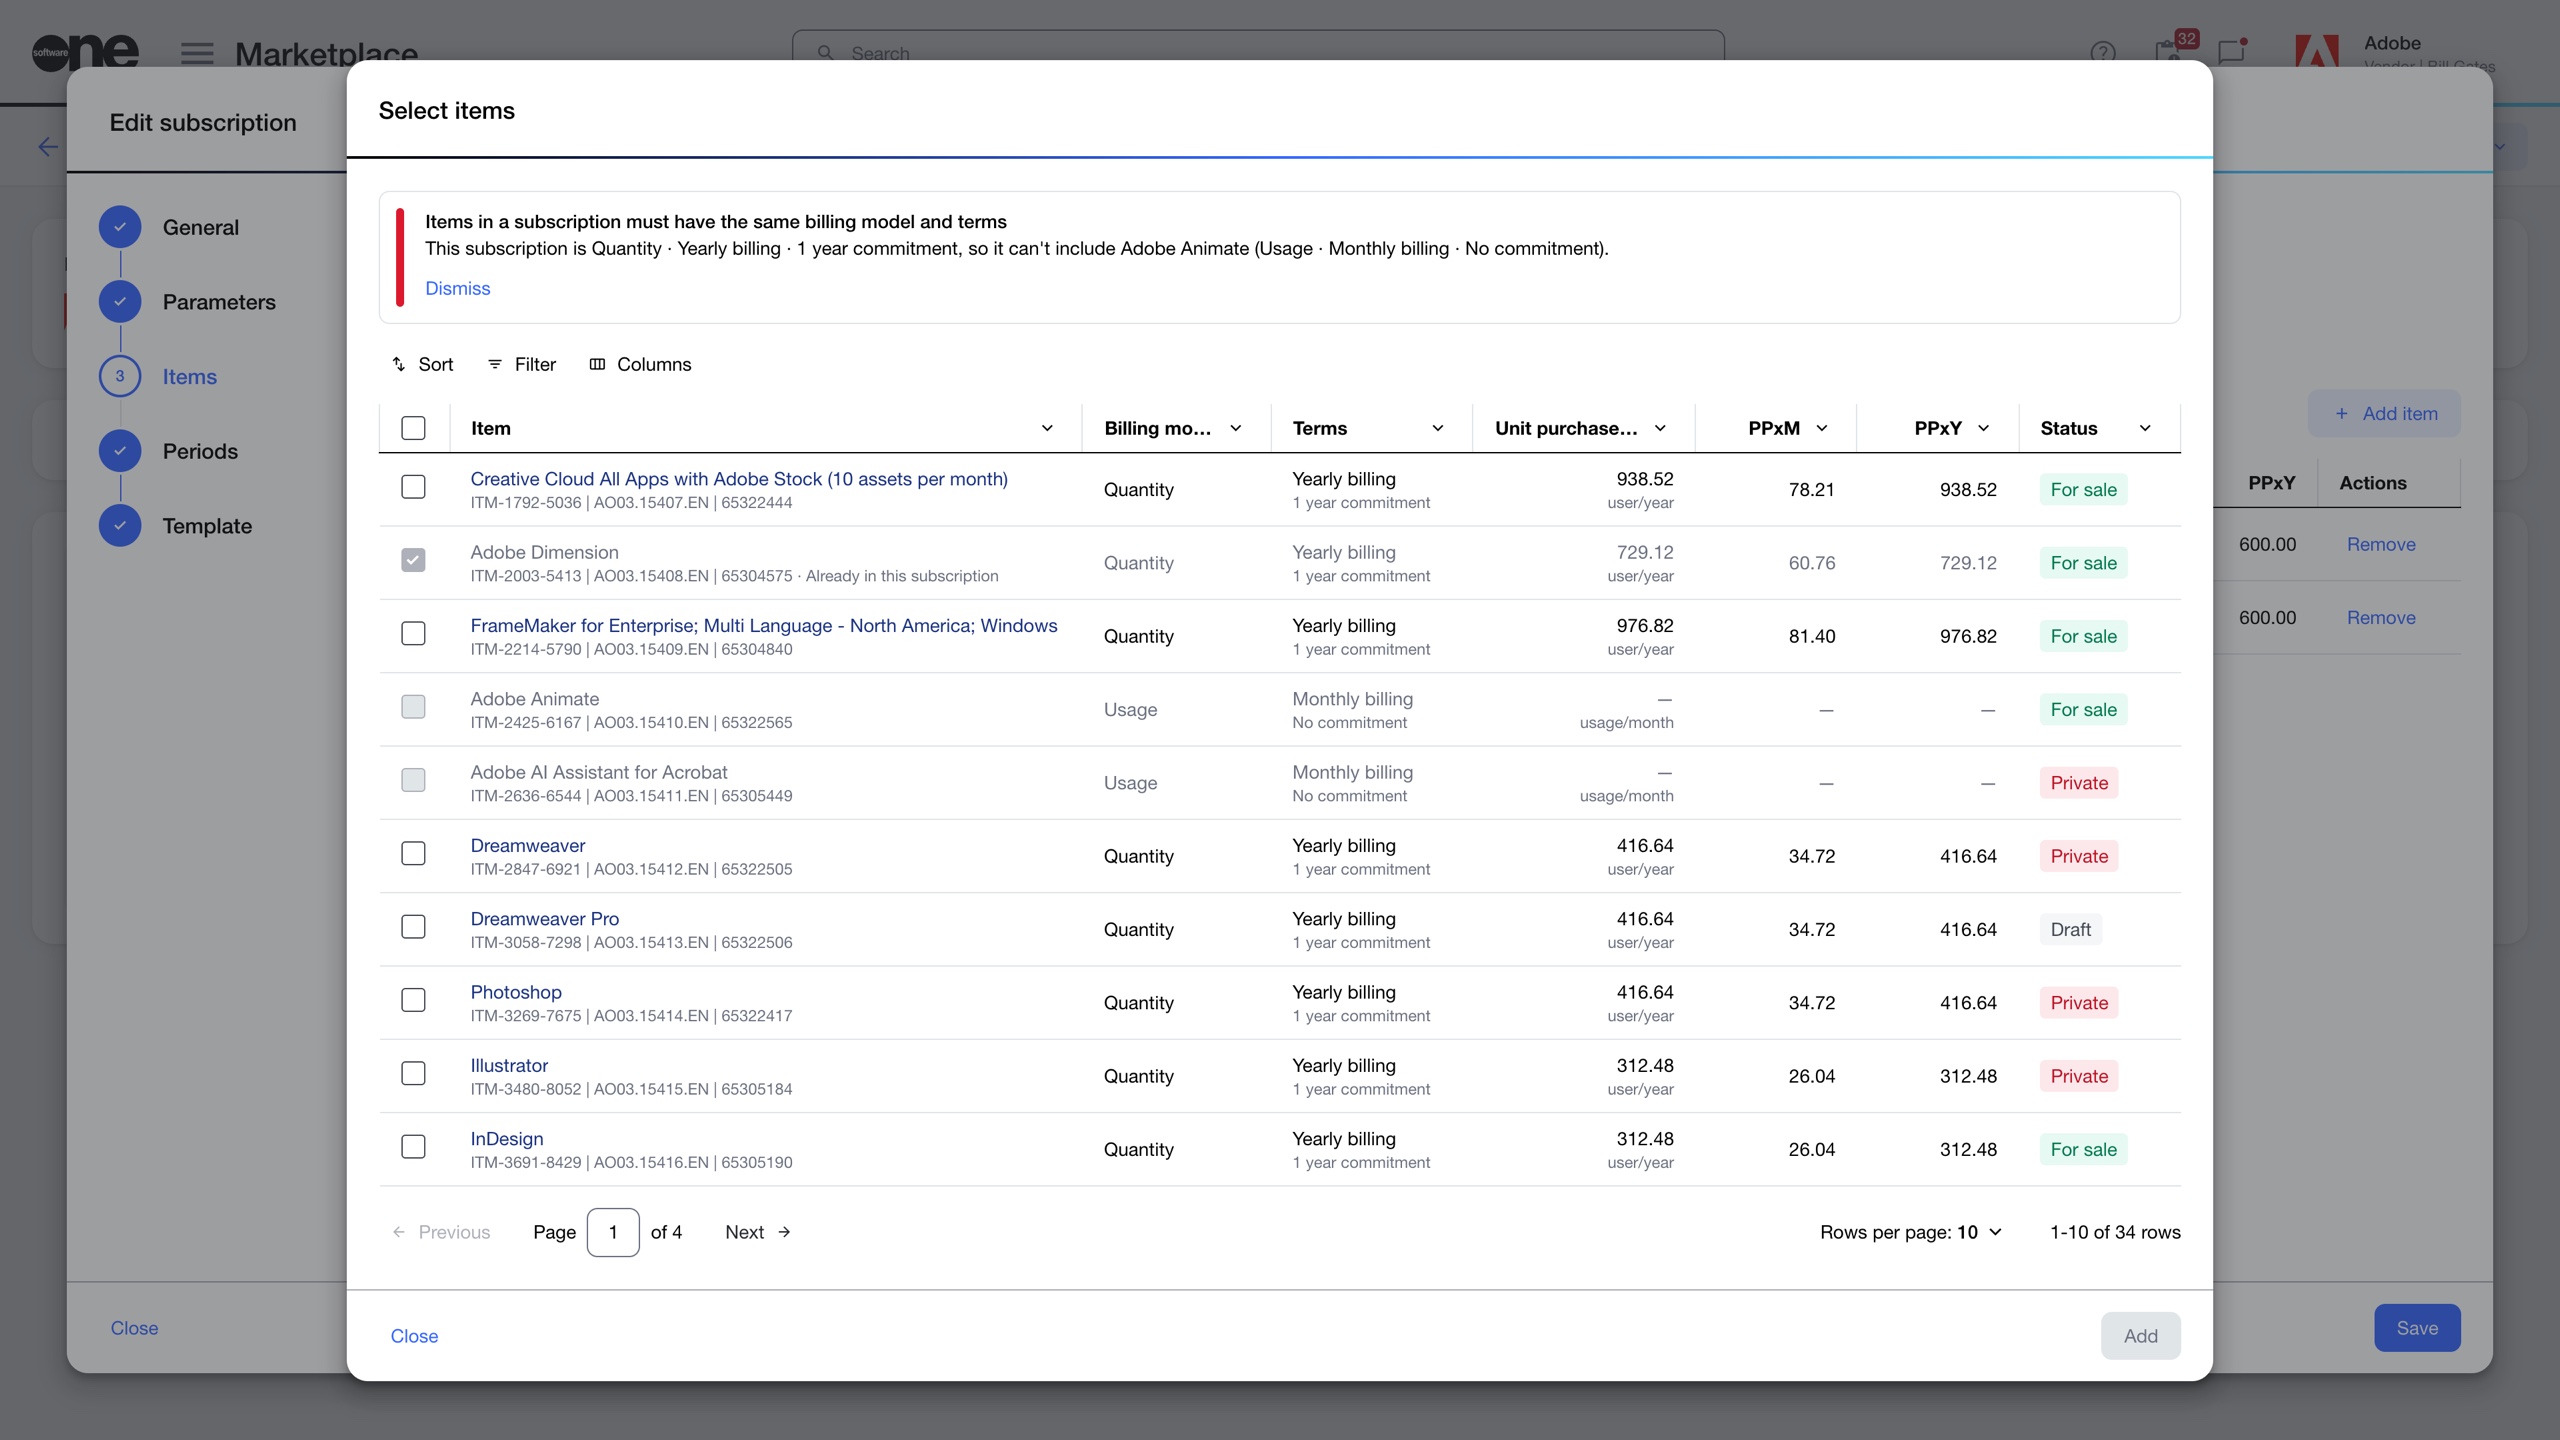 software
one
Marketplace
Search
32
Adobe
Vendor | Bill Gates
Edit subscription
General
Parameters
3
Items
Periods
Template
Close
Add item
PPxY
Actions
600.00
Remove
600.00
Remove
Save
Select items
Items in a subscription must have the same billing model and terms
This subscription is Quantity · Yearly billing · 1 year commitment, so it can't include Adobe Animate (Usage · Monthly billing · No commitment).
Dismiss
Sort Filter Columns
Item Billing mo... Terms Unit purchase... PPxM PPxY Status
Creative Cloud All Apps with Adobe Stock (10 assets per month) Yearly billing 938.52
Quantity 78.21 938.52 For sale
ITM-1792-5036 | AO03.15407.EN | 65322444 1 year commitment user/year
Adobe Dimension Yearly billing 729.12
Quantity 60.76 729.12 For sale
ITM-2003-5413 | AO03.15408.EN | 65304575 · Already in this subscription 1 year commitment user/year
FrameMaker for Enterprise; Multi Language - North America; Windows Yearly billing 976.82
Quantity 81.40 976.82 For sale
ITM-2214-5790 | AO03.15409.EN | 65304840 1 year commitment user/year
Adobe Animate Monthly billing —
Usage — — For sale
ITM-2425-6167 | AO03.15410.EN | 65322565 No commitment usage/month
Adobe AI Assistant for Acrobat Monthly billing —
Usage — — Private
ITM-2636-6544 | AO03.15411.EN | 65305449 No commitment usage/month
Dreamweaver Yearly billing 416.64
Quantity 34.72 416.64 Private
ITM-2847-6921 | AO03.15412.EN | 65322505 1 year commitment user/year
Dreamweaver Pro Yearly billing 416.64
Quantity 34.72 416.64 Draft
ITM-3058-7298 | AO03.15413.EN | 65322506 1 year commitment user/year
Photoshop Yearly billing 416.64
Quantity 34.72 416.64 Private
ITM-3269-7675 | AO03.15414.EN | 65322417 1 year commitment user/year
Illustrator Yearly billing 312.48
Quantity 26.04 312.48 Private
ITM-3480-8052 | AO03.15415.EN | 65305184 1 year commitment user/year
InDesign Yearly billing 312.48
Quantity 26.04 312.48 For sale
ITM-3691-8429 | AO03.15416.EN | 65305190 1 year commitment user/year
Previous Page 1 of 4 Next Rows per page: 10 1-10 of 34 rows
Close Add